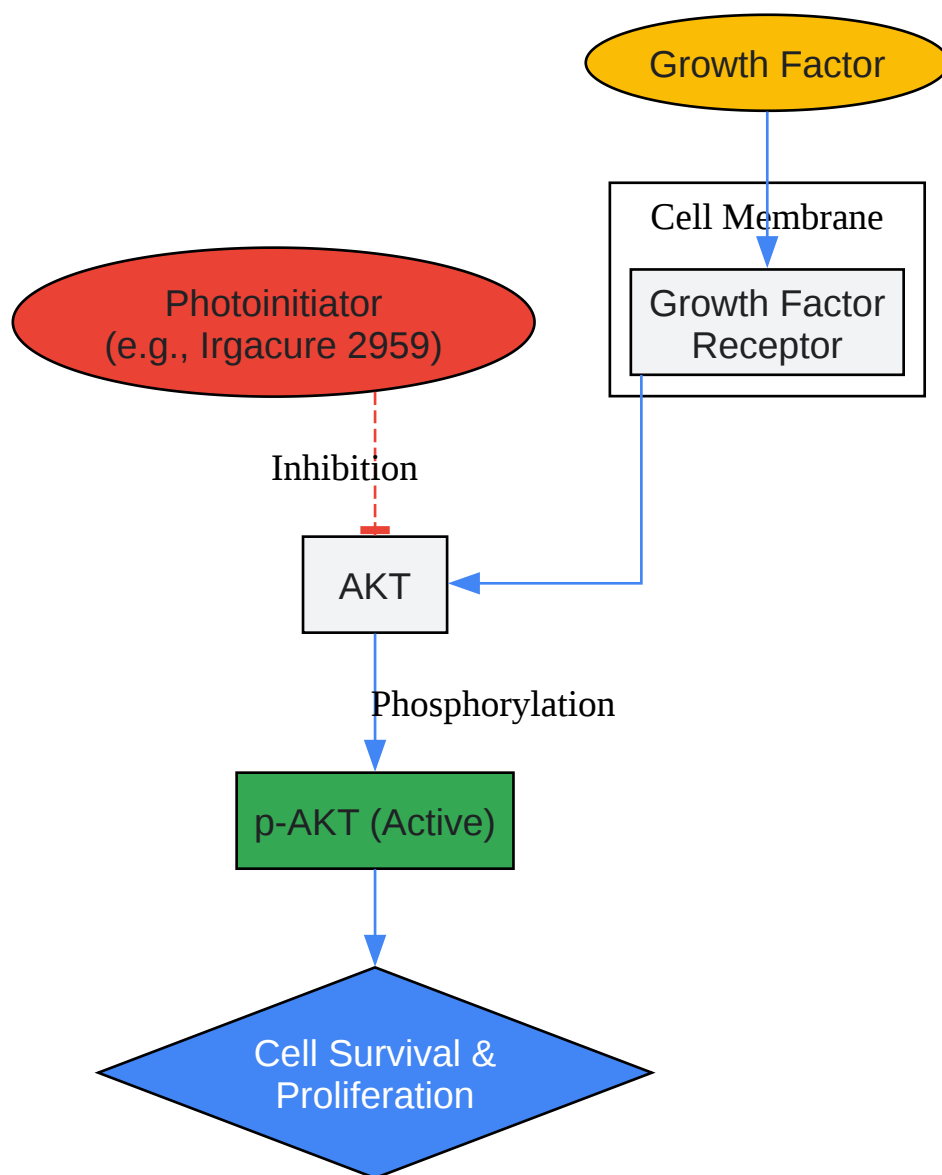 Growth Factor
Cell Membrane
Growth Factor
Receptor
Photoinitiator
(e.g., Irgacure 2959)
Inhibition
AKT
Phosphorylation
p-AKT (Active)
Cell Survival &
Proliferation